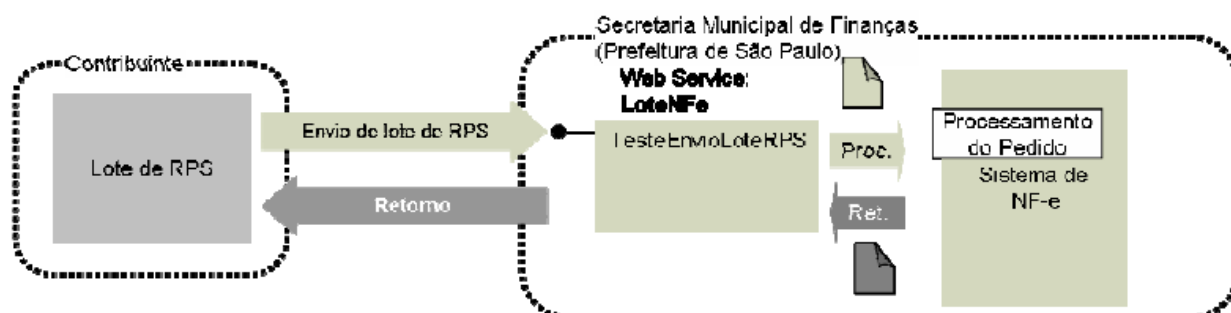 Secretaria Municipal de Finanças
(Prefeitura de São Paulo)
Contribuinte
Web Service:
LoteNFe
Lote de RPS
Envio de lote de RPS
TesteEnvioLoteRPS
Proc.
Processamento
do Pedido
Sistema de
NF-e
Retorno
Ret.